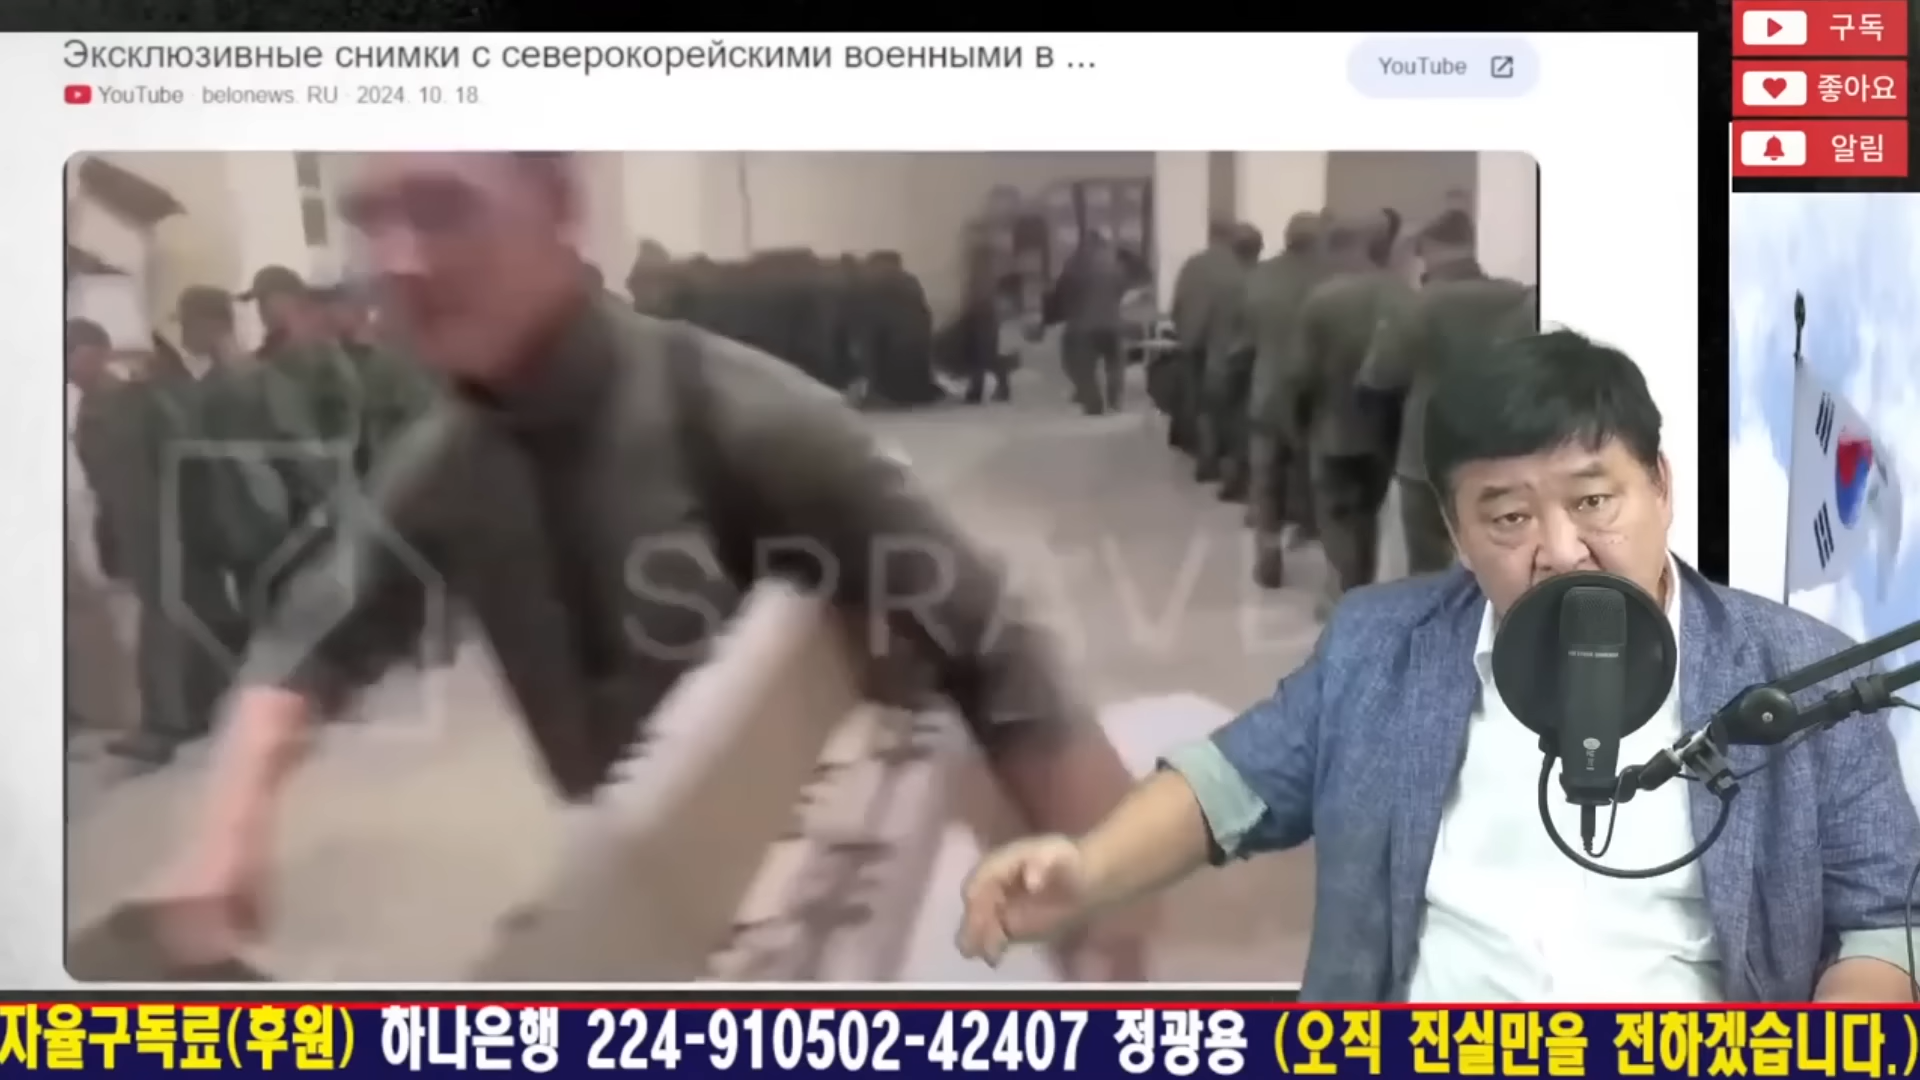 Эксклюзивные снимки с северокорейскими военными в ...
YouTube · belonews. RU · 2024. 10. 18.
YouTube
구독
좋아요
알림
SPRAVD
자율구독료(후원) 하나은행 224-910502-42407 정광용 (오직 진실만을 전하겠습니다.)